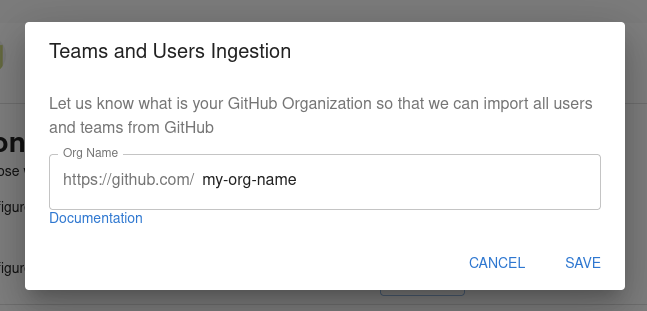 Teams and Users Ingestion
Let us know what is your GitHub Organization so that we can import all users
and teams from GitHub
Org Name
https://github.com/ my-org-name
Documentation
CANCEL SAVE